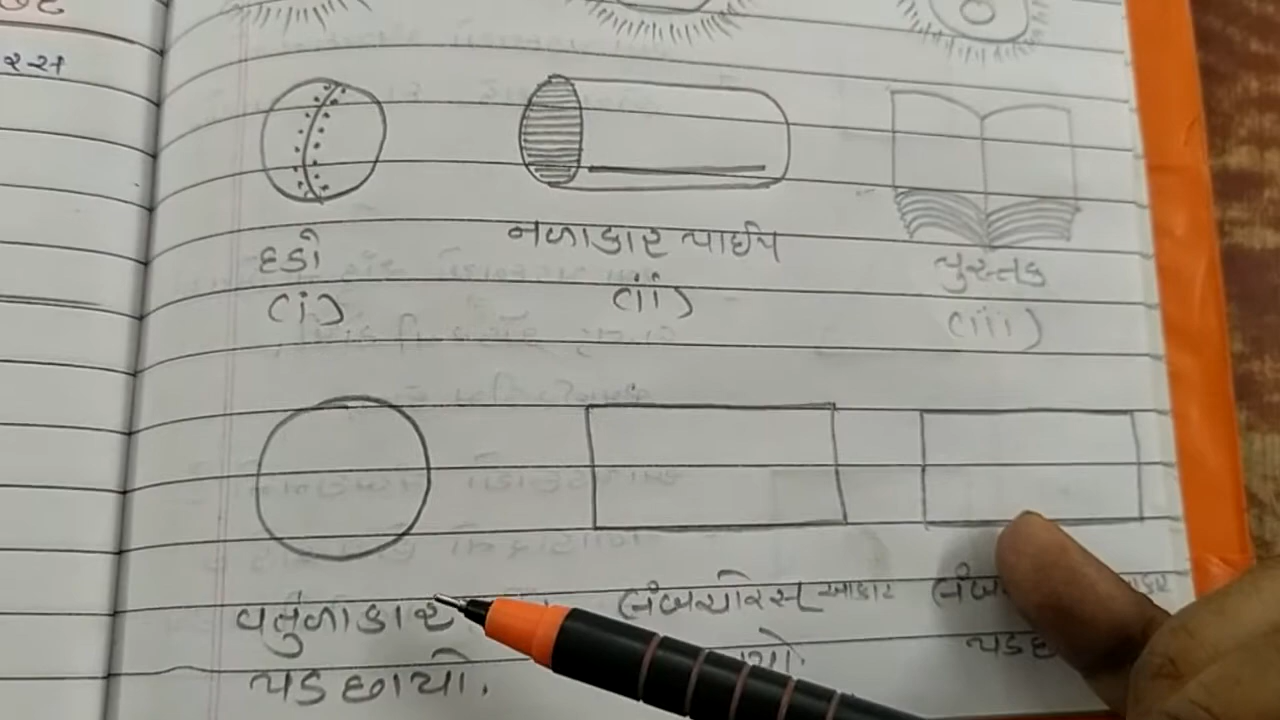 દડો
(i)
નળાકાર પાઈપ
(ii)
પુસ્તક
(iii)
વર્તુળાકાર
પડછાયો.
લંબચોરસ આકાર